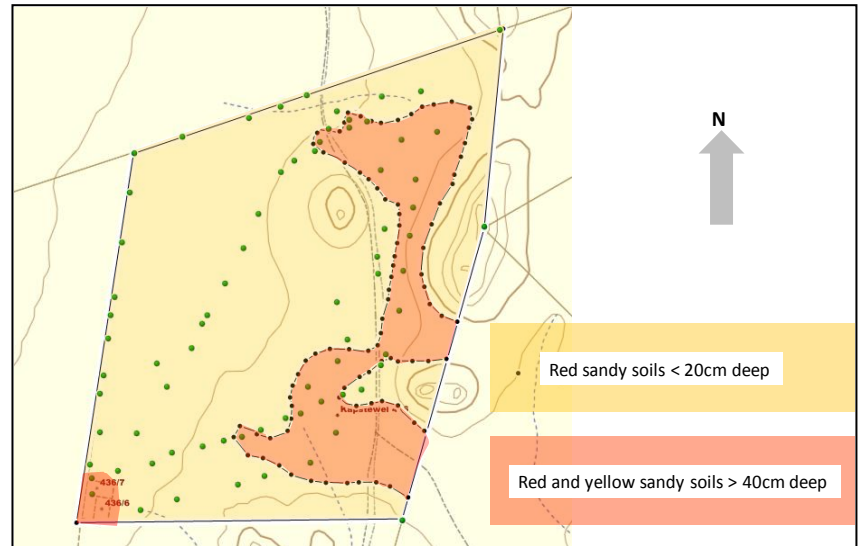 N
Red sandy soils < 20cm deep
436/7
436/6
Red and yellow sandy soils > 40cm deep